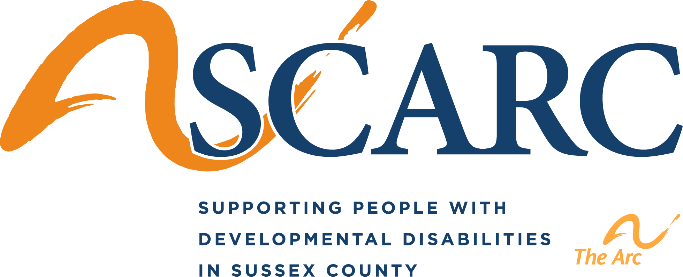 SCARC
SUPPORTING PEOPLE WITH
DEVELOPMENTAL DISABILITIES
IN SUSSEX COUNTY
The Arc